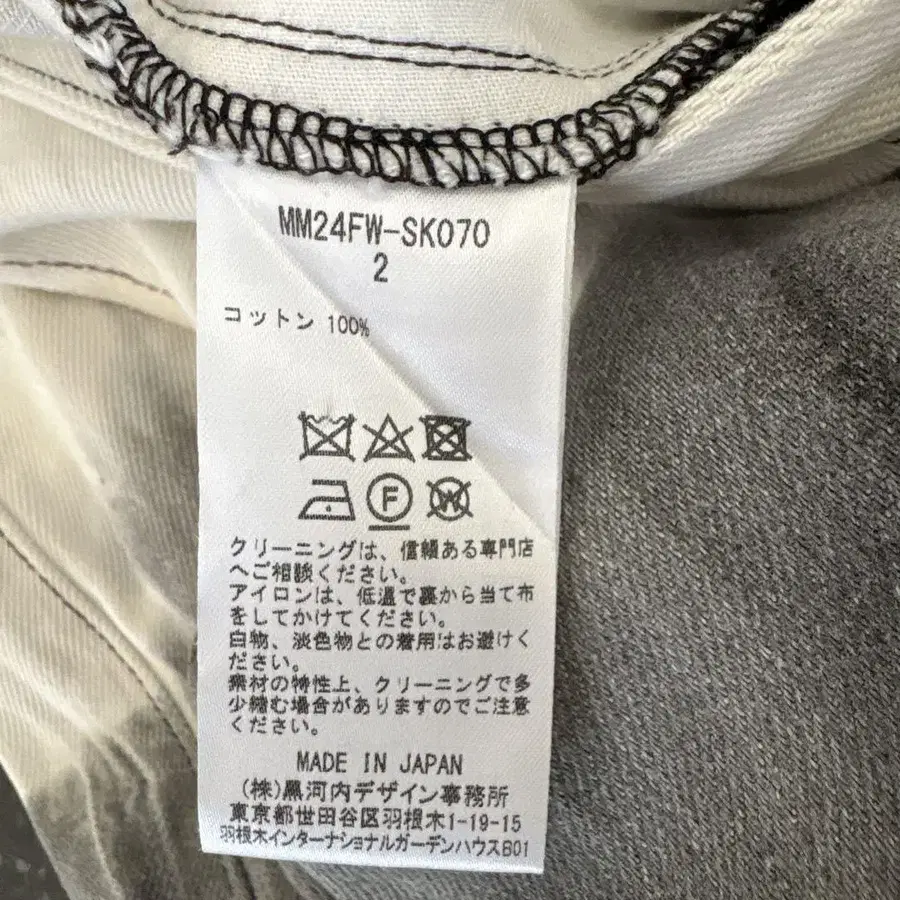 MM24FW-SK070
2
コットン 100%
F
W
クリーニングは、信頼ある専門店
へご相談ください。
アイロンは、低温で裏から当て布
をしてかけてください。
白物、淡色物との着用はお避けく
ださい。
素材の特性上、クリーニングで多
少縮む場合がありますのでご注意
ください。
MADE IN JAPAN
(株)黒河内デザイン事務所
東京都世田谷区羽根木1-19-15
羽根木インターナショナルガーデンハウスB01